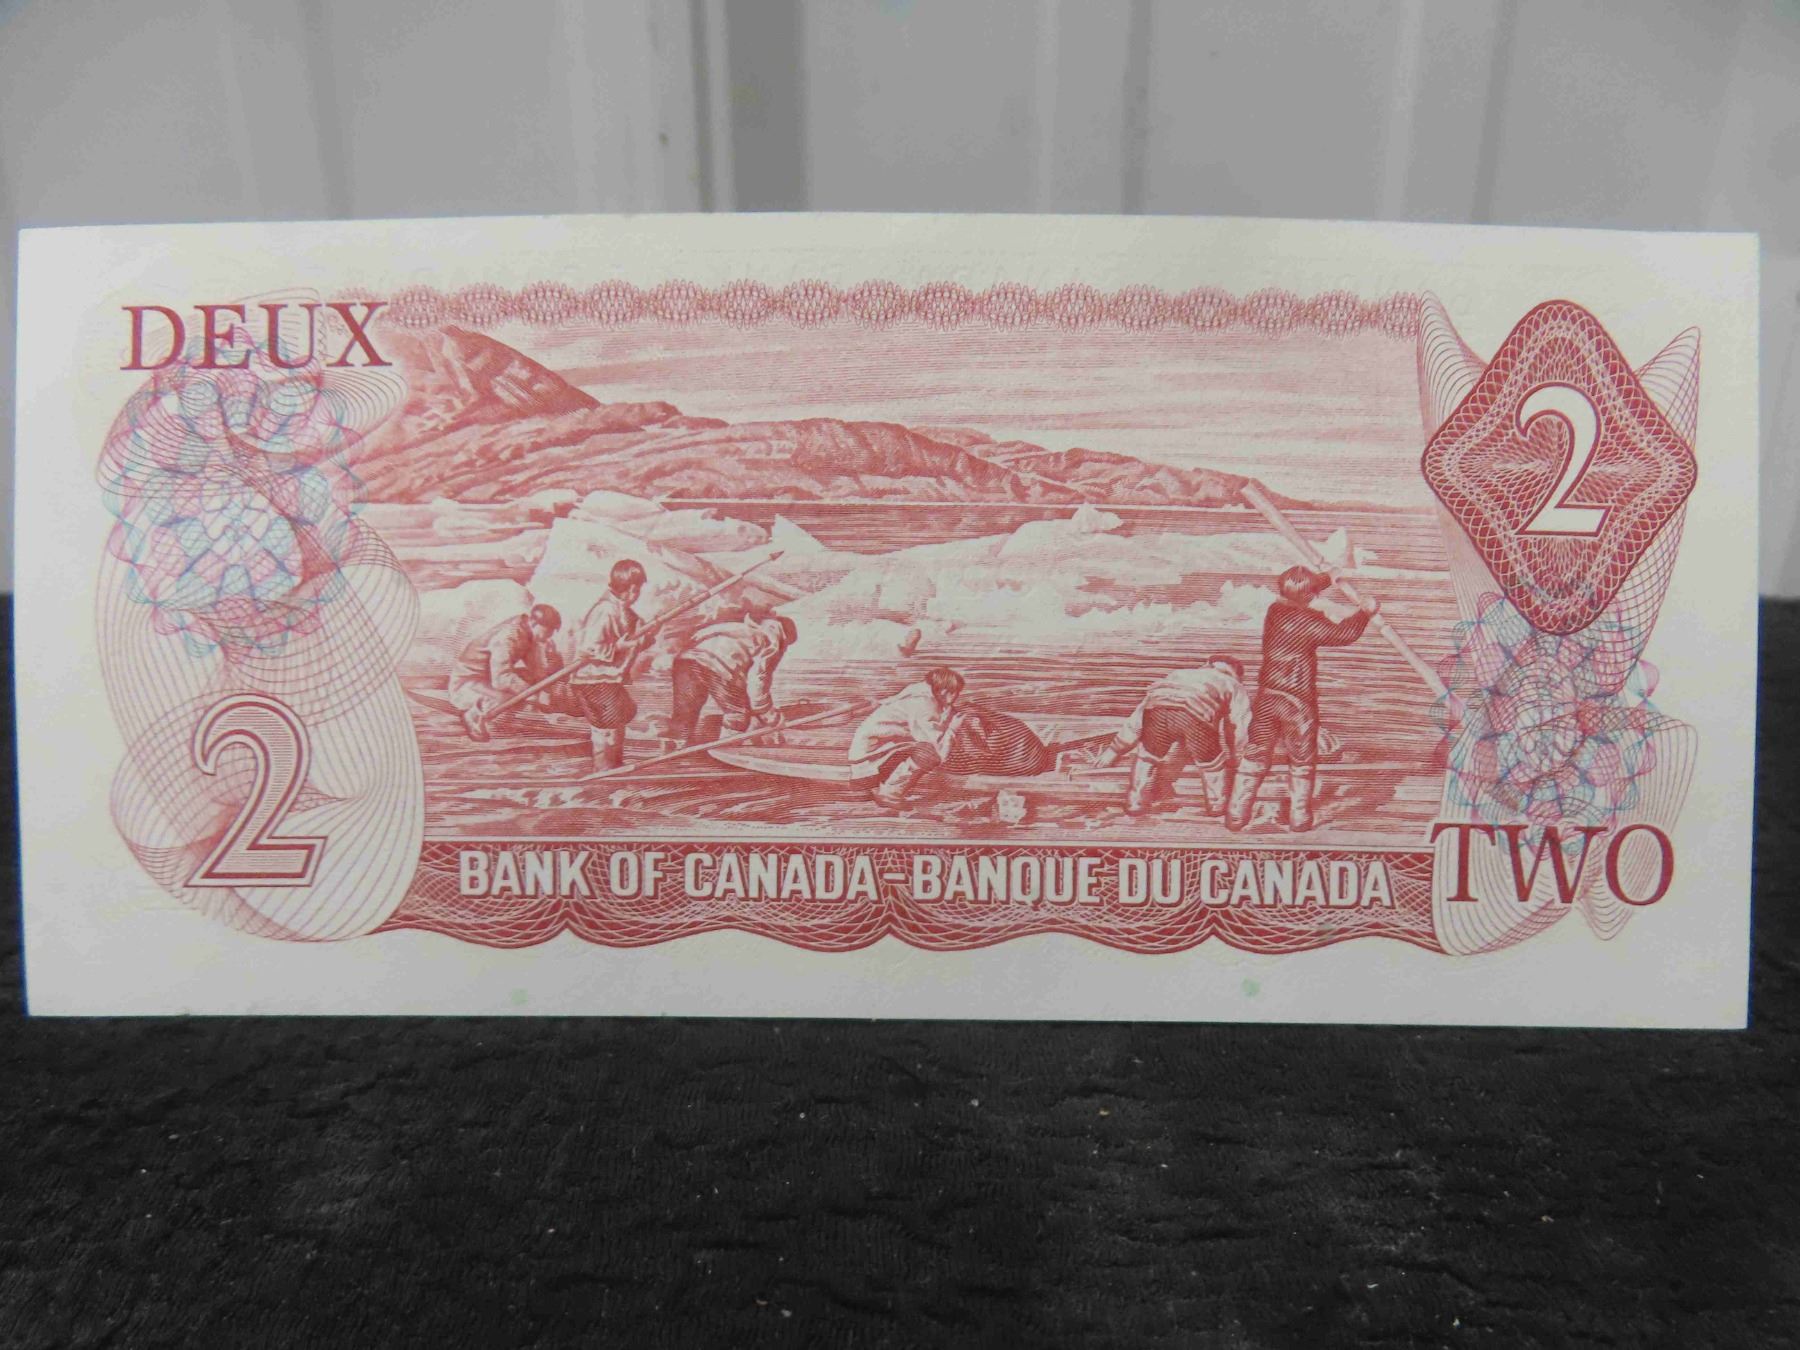 DEUX
2
2
BANK OF CANADA-BANQUE DU CANADA
TWO